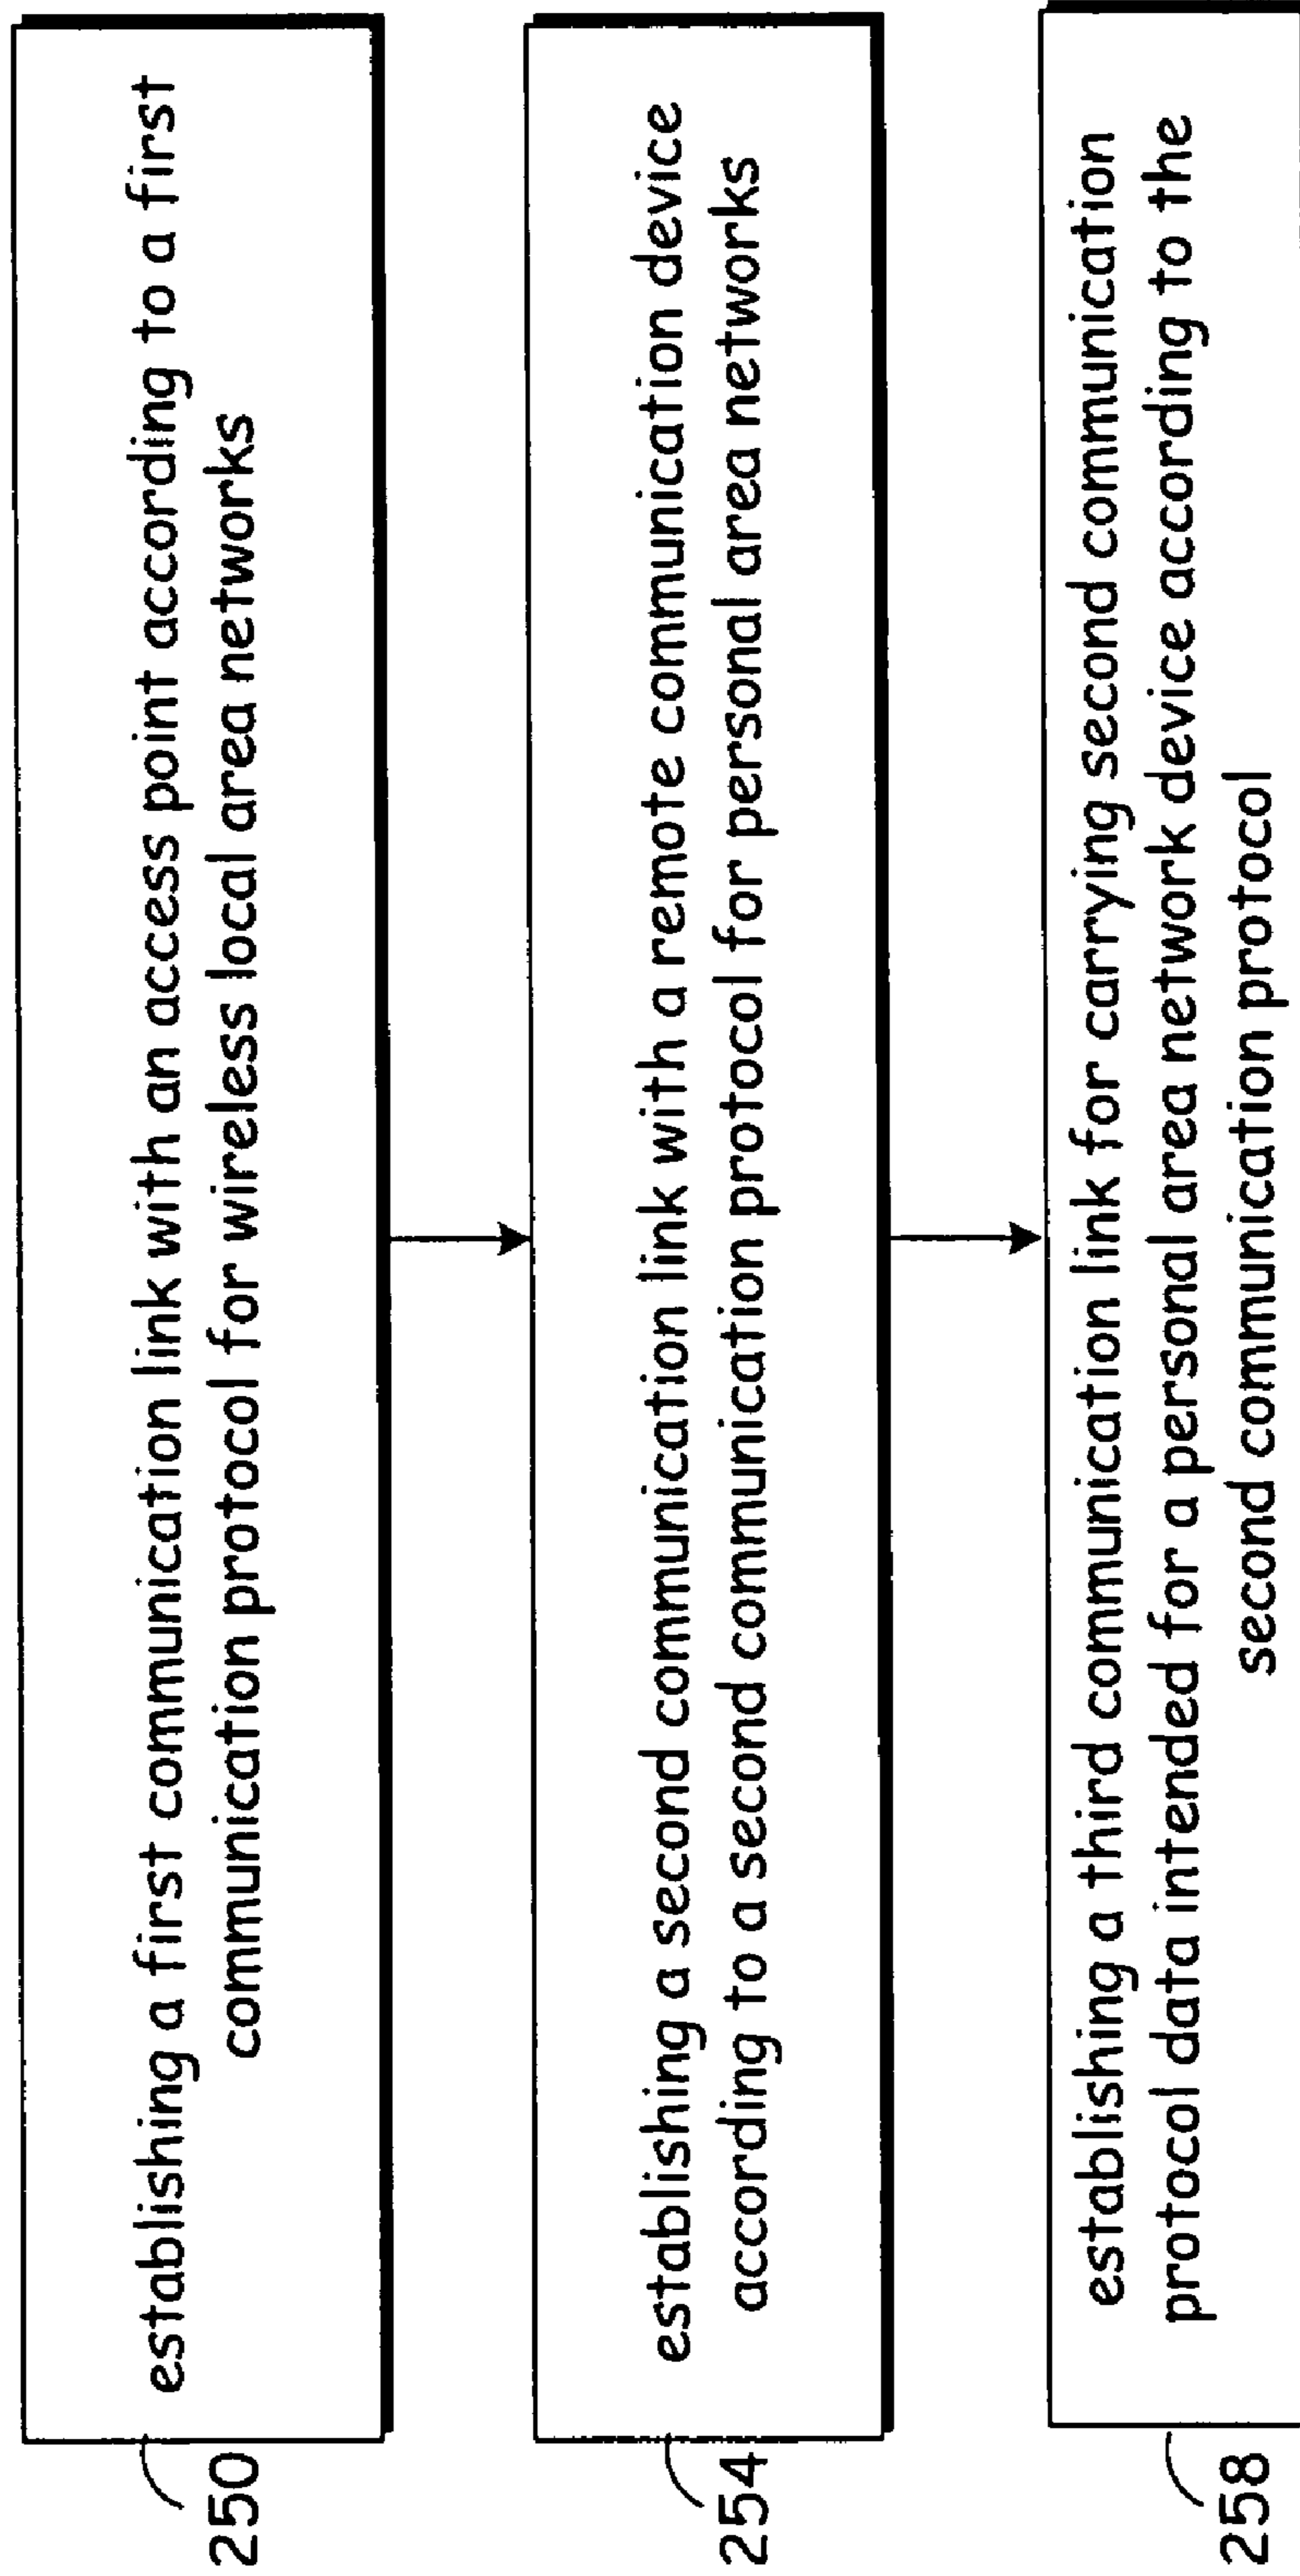 establishing a first communication link with an access point according to a first
communication protocol for wireless local area networks
250
establishing a second communication link with a remote communication device
according to a second communication protocol for personal area networks
254
establishing a third communication link for carrying second communication
protocol data intended for a personal area network device according to the
second communication protocol
258